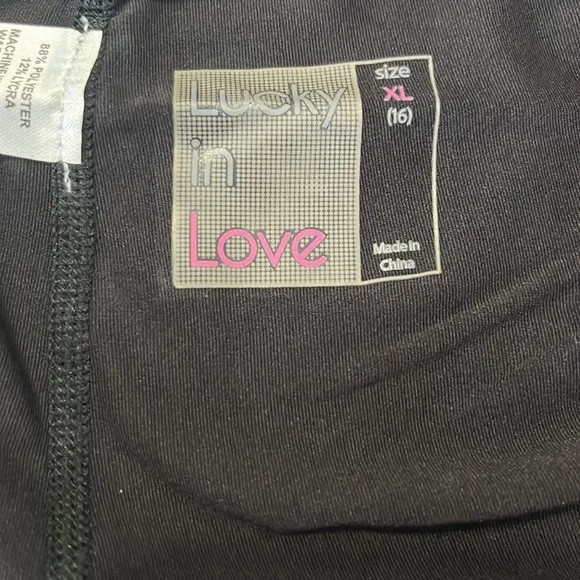 88% POLYESTER
12% LYCRA
MACHINE
Lucky
in
Love
size
XL
(16)
Made in
China